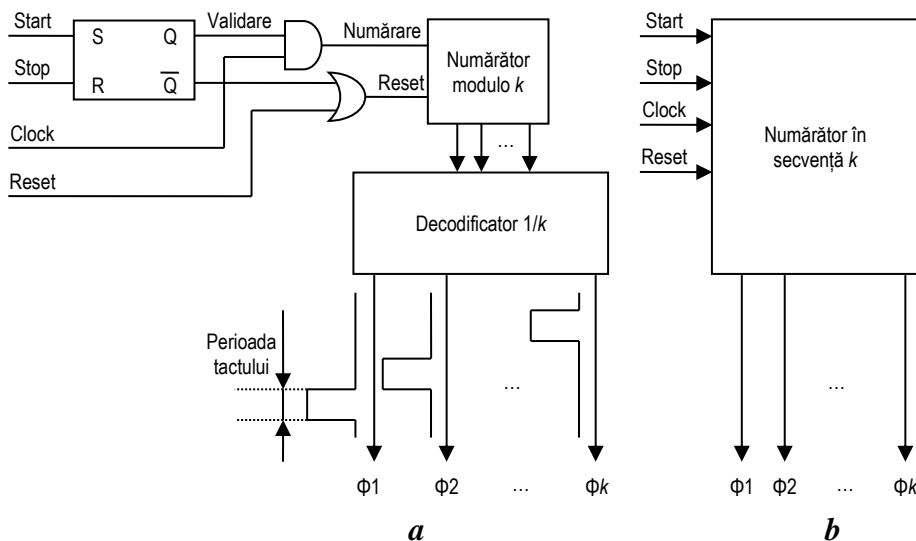 Start
Validare
S
Q
Numărare
Numărător
modulo k
Stop
R
Q
Reset
Clock
...
Reset
Decodificator 1/k
Perioada
tactului
...
Φ1
Φ2
...
Φk
a
Start
Stop
Clock
Reset
Numărător în
secvență k
...
Φ1
Φ2
...
Φk
b